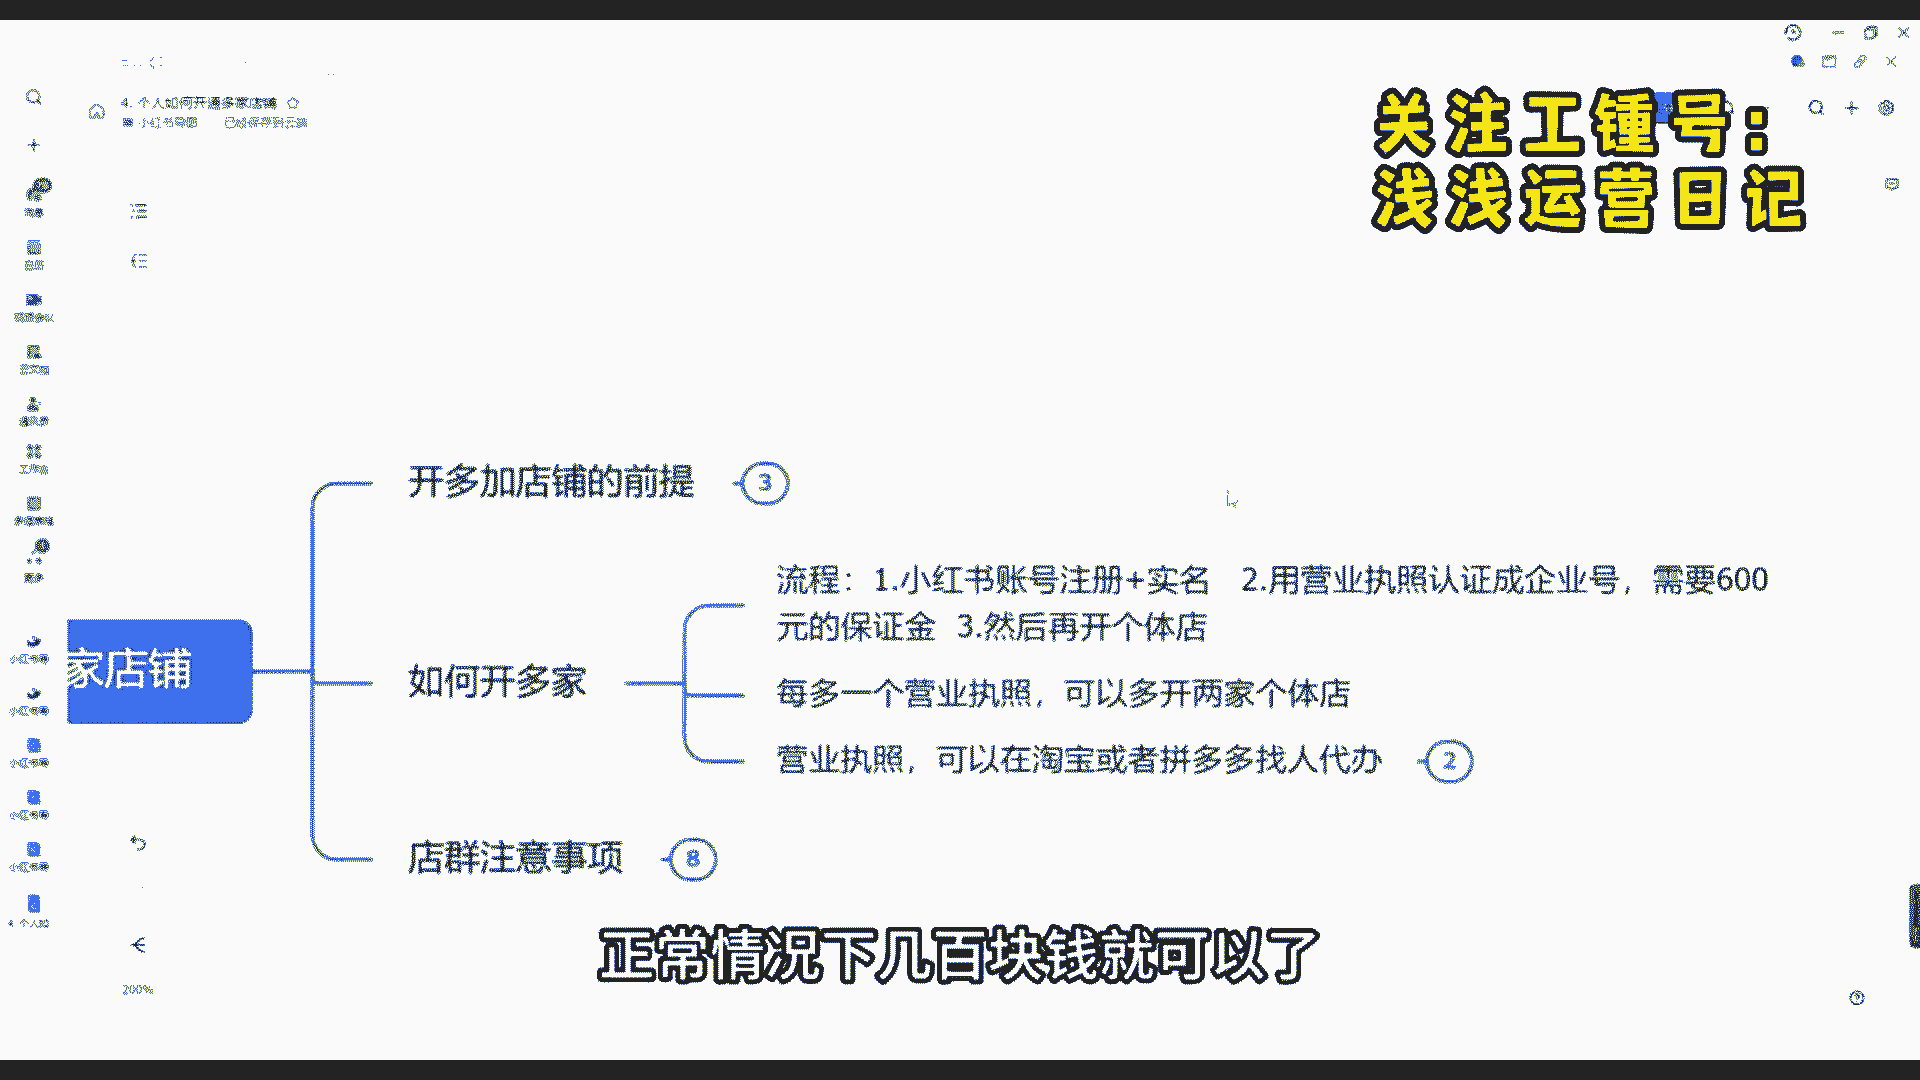 4. 个人如何开通多家店铺
已经保存到云端
关注工锺号：
浅浅运营日记
开多加店铺的前提
3
流程：1.小红书账号注册+实名 2.用营业执照认证成企业号，需要600
元的保证金 3.然后再开个体店
家店铺
如何开多家
每多一个营业执照，可以多开两家个体店
营业执照，可以在淘宝或者拼多多找人代办
2
店群注意事项
8
正常情况下几百块钱就可以了
200%